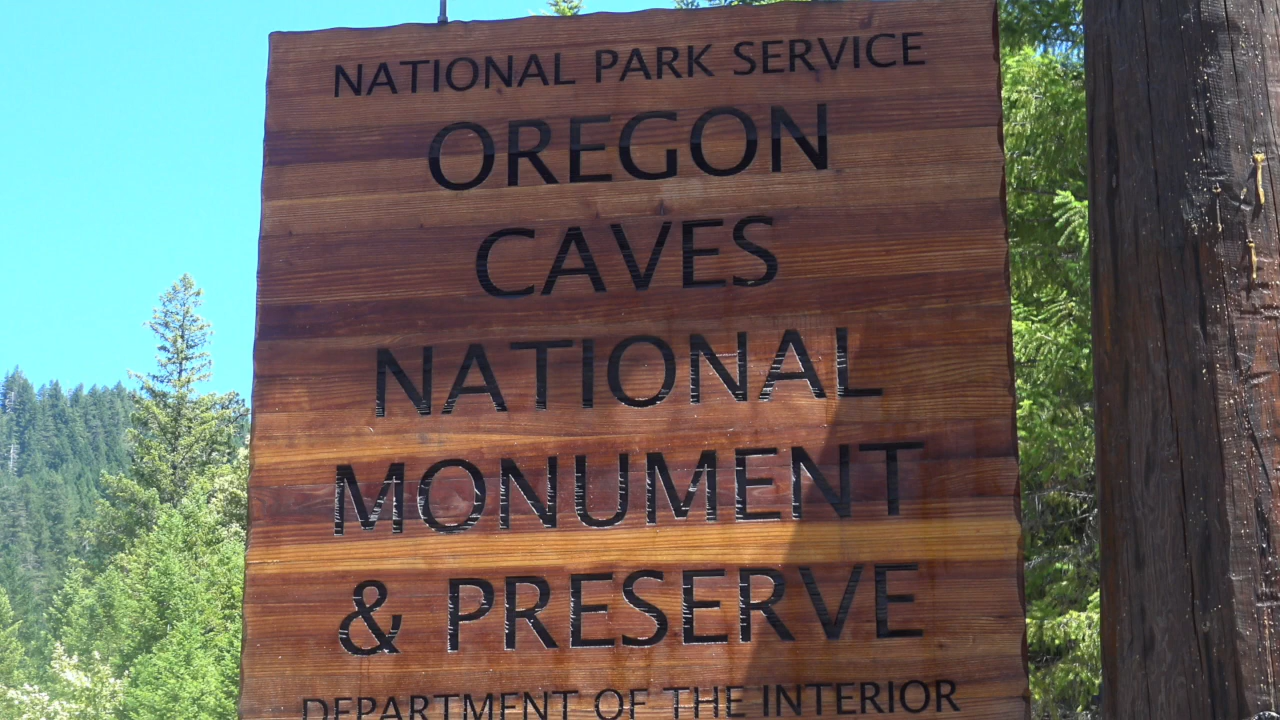 NATIONAL PARK SERVICE
OREGON
CAVES
NATIONAL
MONUMENT
& PRESERVE
DEPARTMENT OF THE INTERIOR